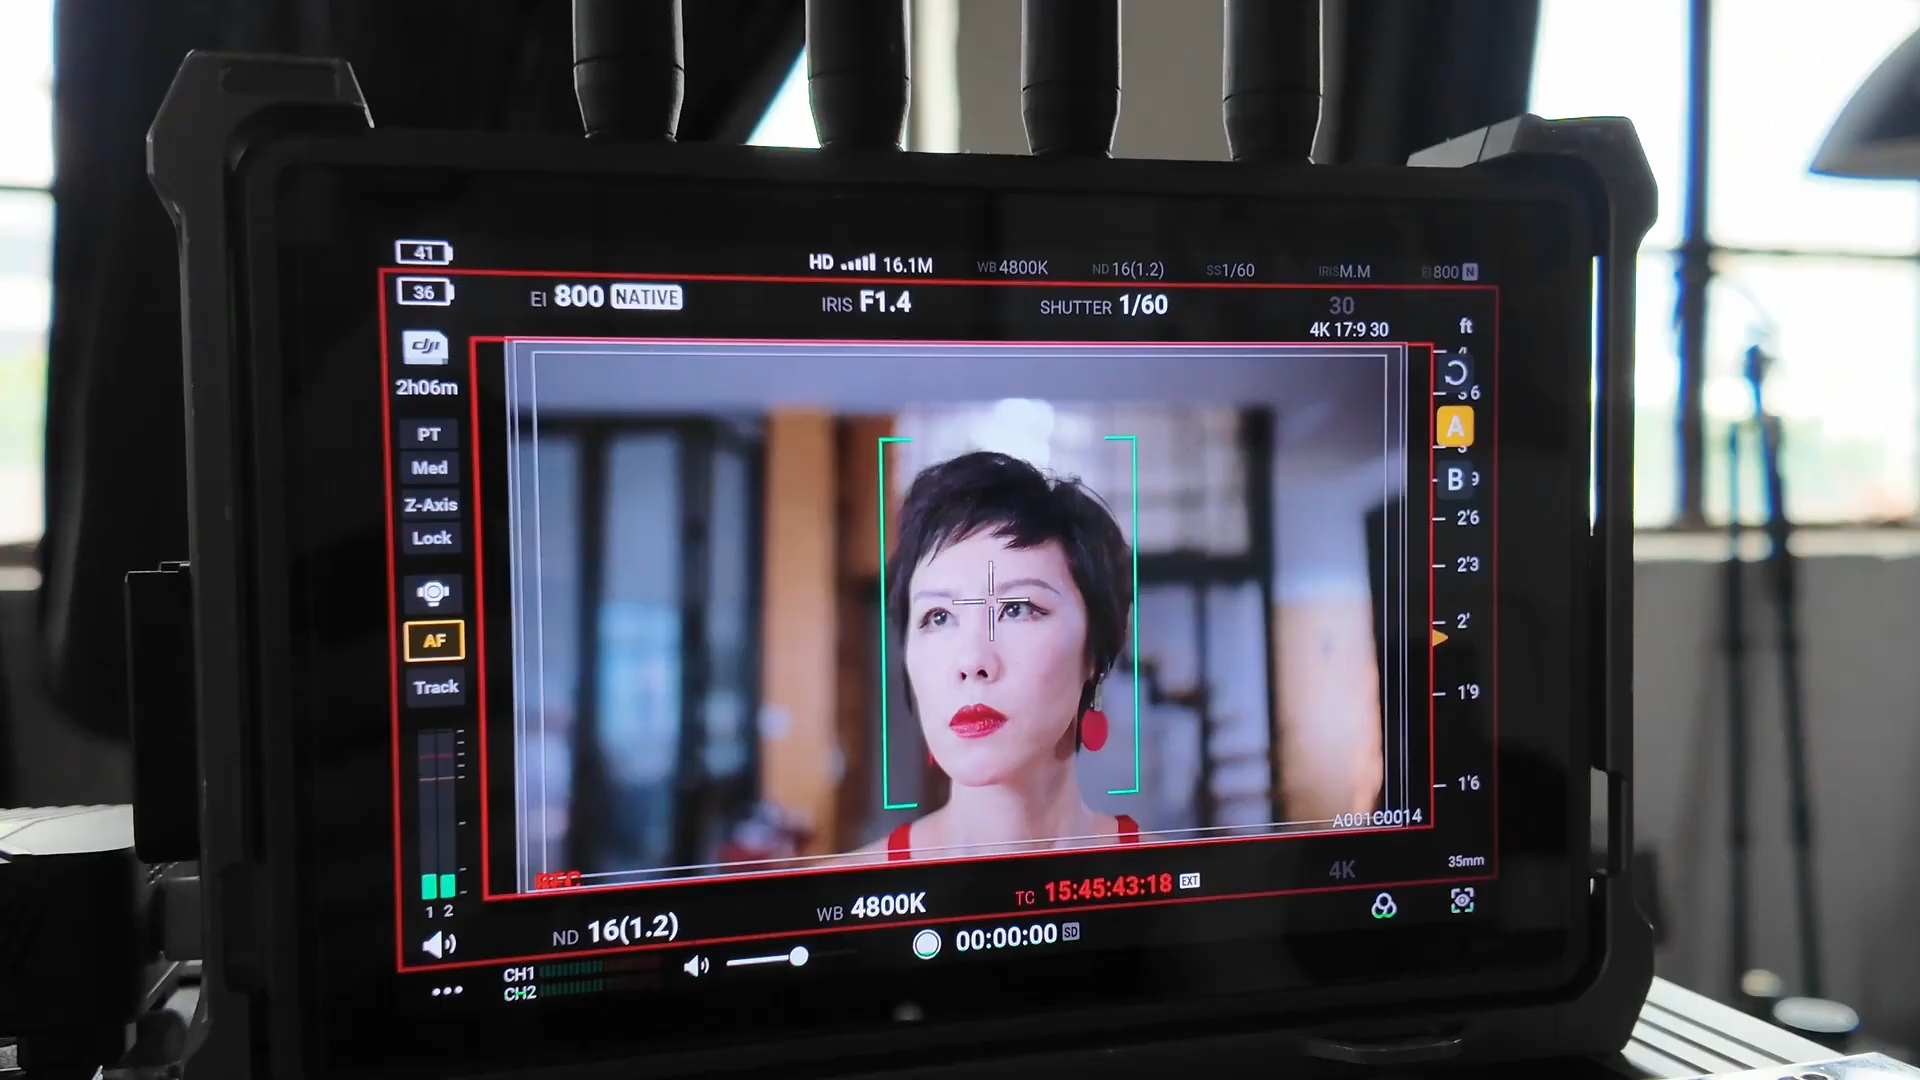 41
HD 16.1M WB 4800K ND 16(1.2) SS 1/60 IRIS M.M EI 800 N
36
EI 800 NATIVE IRIS F1.4 SHUTTER 1/60 30
4K 17:9 30
ft
dji
2h06m
PT
Med
Z-Axis
Lock
AF
Track
A
B
2'6
2'3
2'
1'9
1'6
A001C0014
35mm
REC
1 2
ND 16(1.2) WB 4800K TC 15:45:43:18 EXT 4K
00:00:00 SD
CH1
CH2